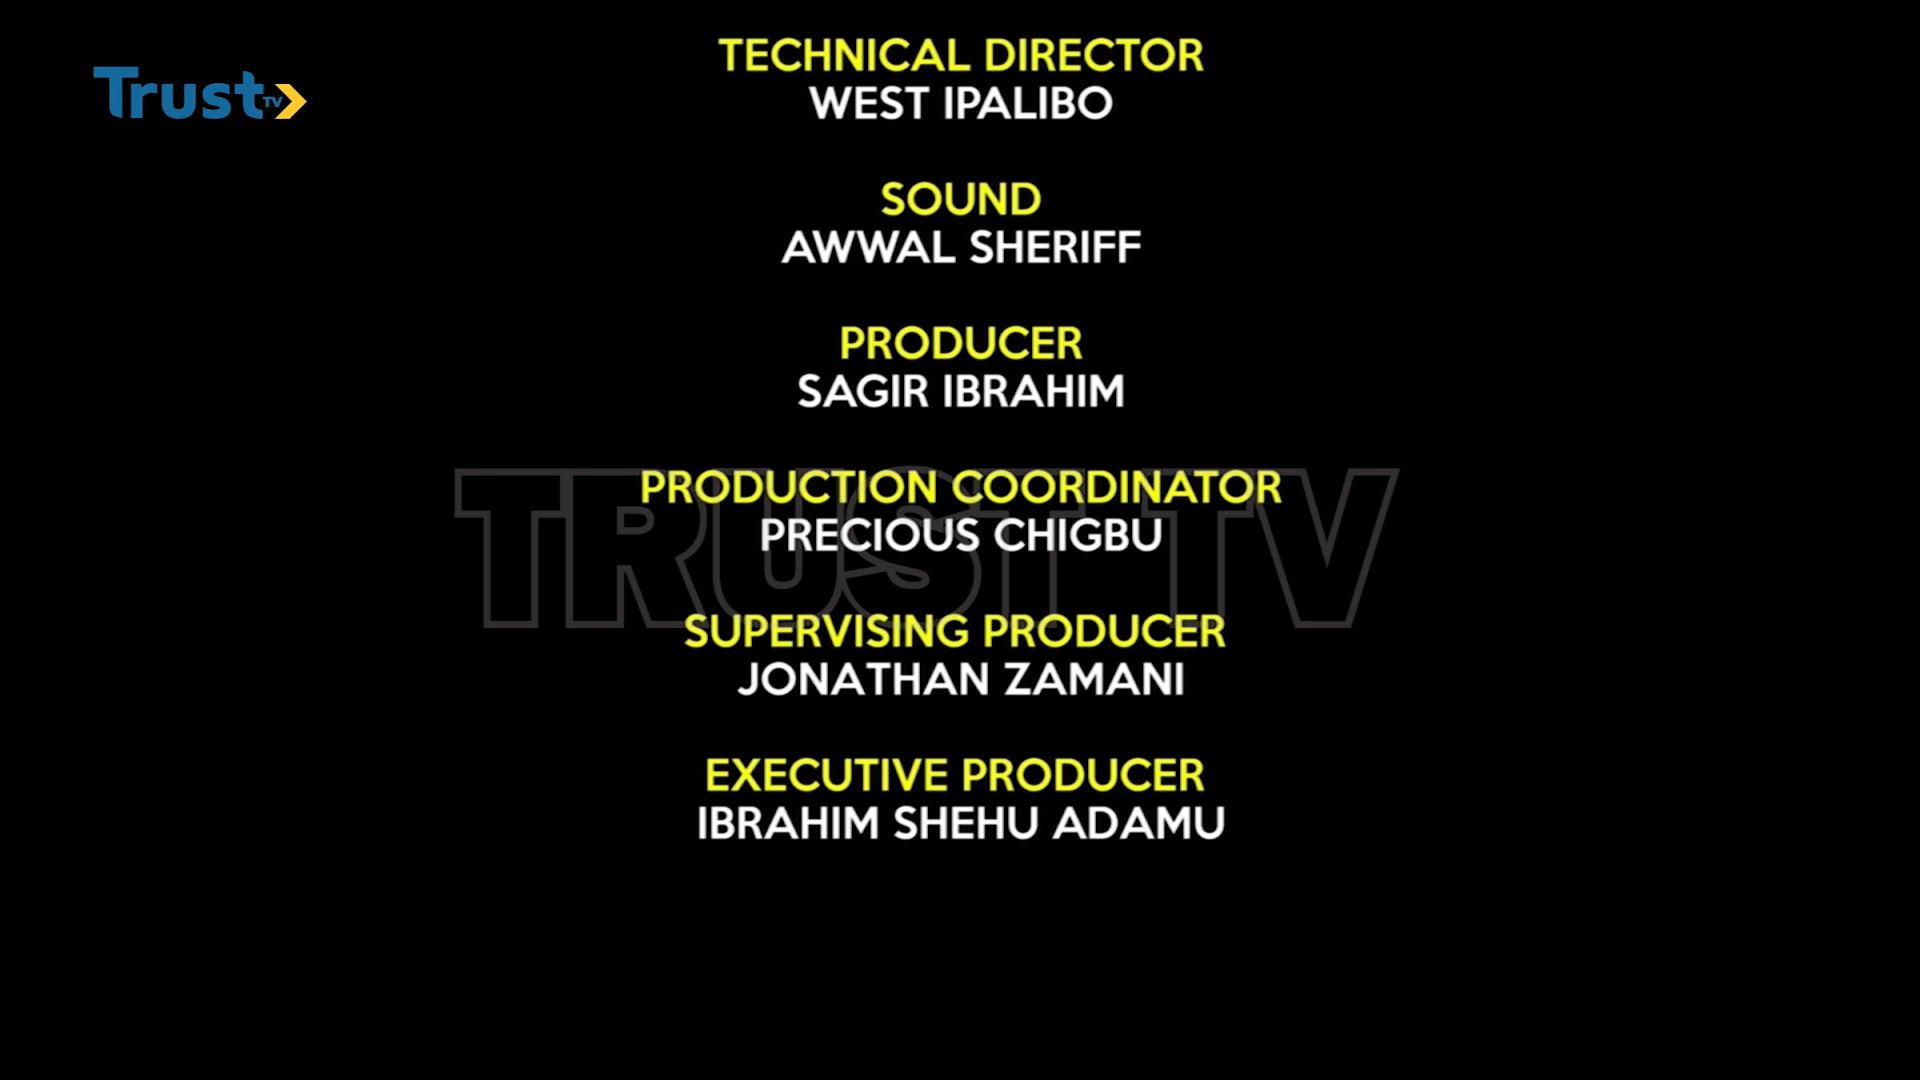 Trust TV
TECHNICAL DIRECTOR
WEST IPALIBO
SOUND
AWWAL SHERIFF
PRODUCER
SAGIR IBRAHIM
PRODUCTION COORDINATOR
PRECIOUS CHIGBU
TRUST TV
SUPERVISING PRODUCER
JONATHAN ZAMANI
EXECUTIVE PRODUCER
IBRAHIM SHEHU ADAMU